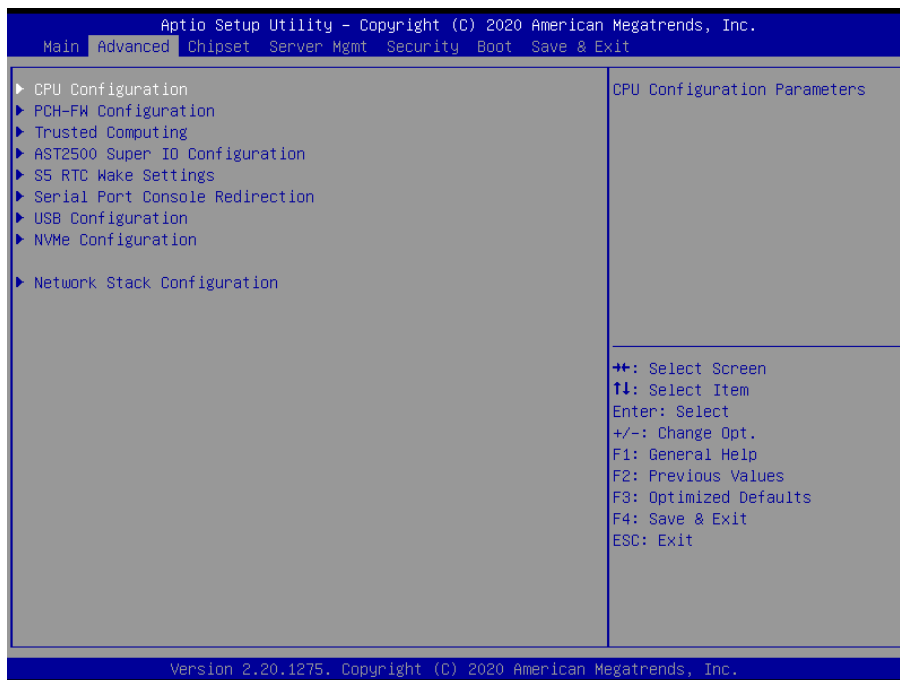 Aptio Setup Utility – Copyright (C) 2020 American Megatrends, Inc.
Main Advanced Chipset Server Mgmt Security Boot Save & Exit
▶ CPU Configuration
▶ PCH-FW Configuration
▶ Trusted Computing
▶ AST2500 Super IO Configuration
▶ S5 RTC Wake Settings
▶ Serial Port Console Redirection
▶ USB Configuration
▶ NVMe Configuration
▶ Network Stack Configuration
CPU Configuration Parameters
→←: Select Screen
↑↓: Select Item
Enter: Select
+/-: Change Opt.
F1: General Help
F2: Previous Values
F3: Optimized Defaults
F4: Save & Exit
ESC: Exit
Version 2.20.1275. Copyright (C) 2020 American Megatrends, Inc.